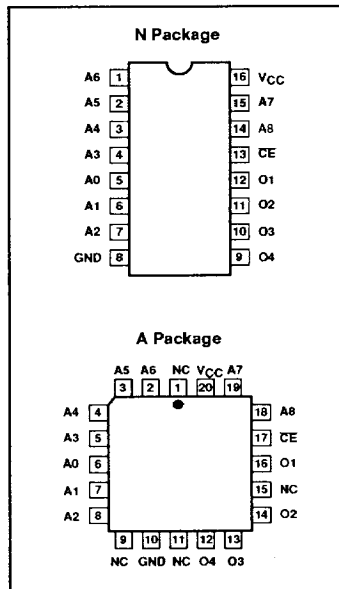 N Package
A6 1 16 VCC
A5 2 15 A7
A4 3 14 A8
A3 4 13 C̅E̅
A0 5 12 O1
A1 6 11 O2
A2 7 10 O3
GND 8 9 O4
A Package
A5 A6 NC VCC A7
3 2 1 20 19
A4 4 18 A8
A3 5 17 C̅E̅
A0 6 16 O1
A1 7 15 NC
A2 8 14 O2
9 10 11 12 13
NC GND NC O4 O3